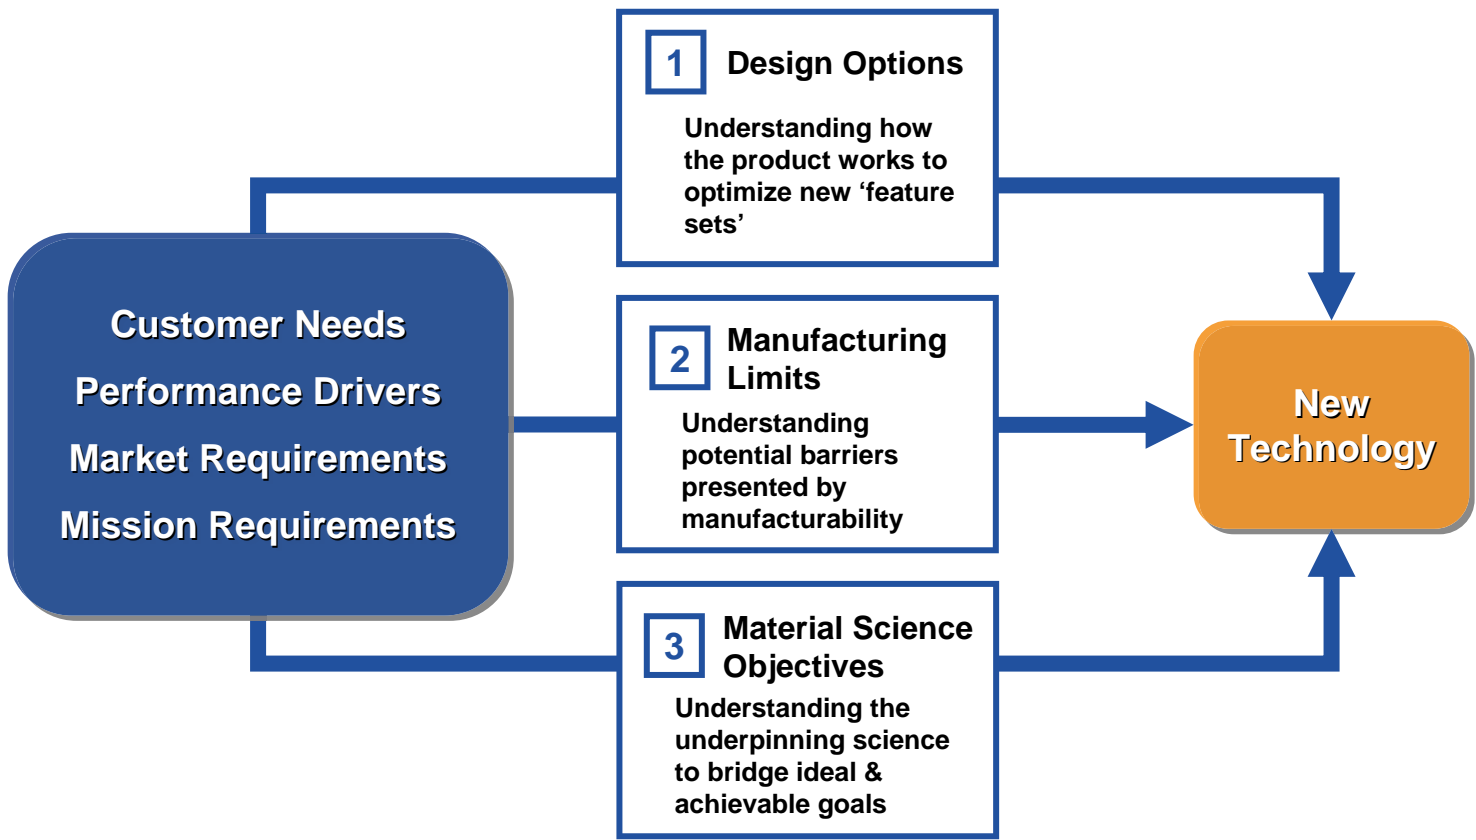 Customer Needs
Performance Drivers
Market Requirements
Mission Requirements
1
Design Options
Understanding how
the product works to
optimize new ‘feature
sets’
2
Manufacturing
Limits
Understanding
potential barriers
presented by
manufacturability
3
Material Science
Objectives
Understanding the
underpinning science
to bridge ideal &
achievable goals
New
Technology